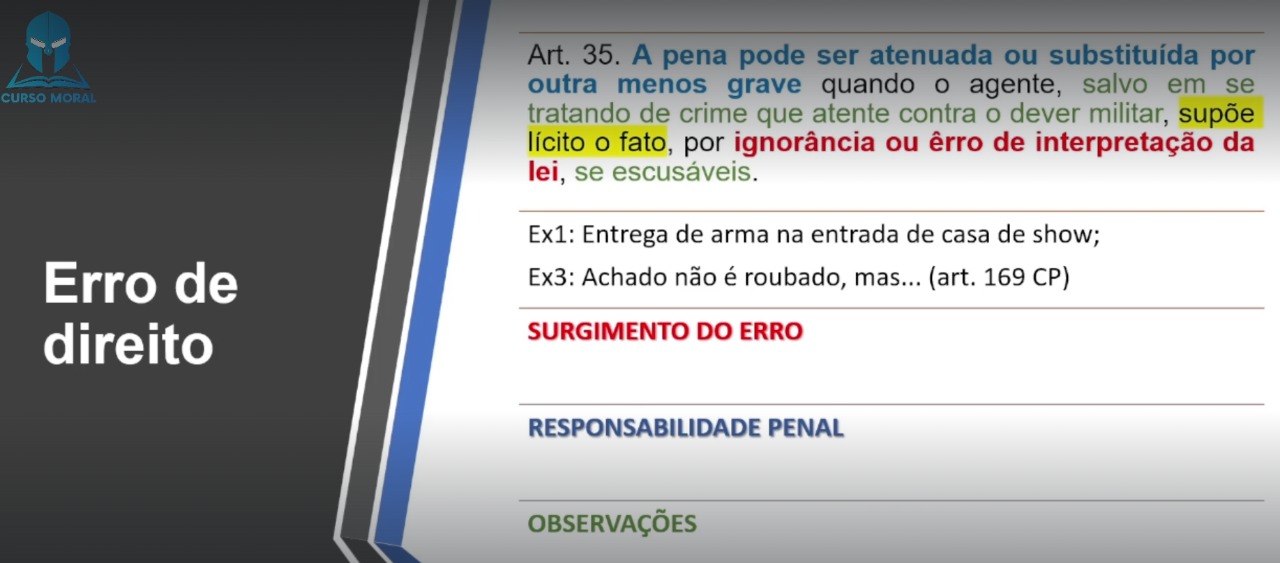 CURSO MORAL
Erro de
direito
Art. 35. A pena pode ser atenuada ou substituída por
outra menos grave quando o agente, salvo em se
tratando de crime que atente contra o dever militar, supõe
lícito o fato, por ignorância ou êrro de interpretação da
lei, se escusáveis.
Ex1: Entrega de arma na entrada de casa de show;
Ex3: Achado não é roubado, mas... (art. 169 CP)
SURGIMENTO DO ERRO
RESPONSABILIDADE PENAL
OBSERVAÇÕES